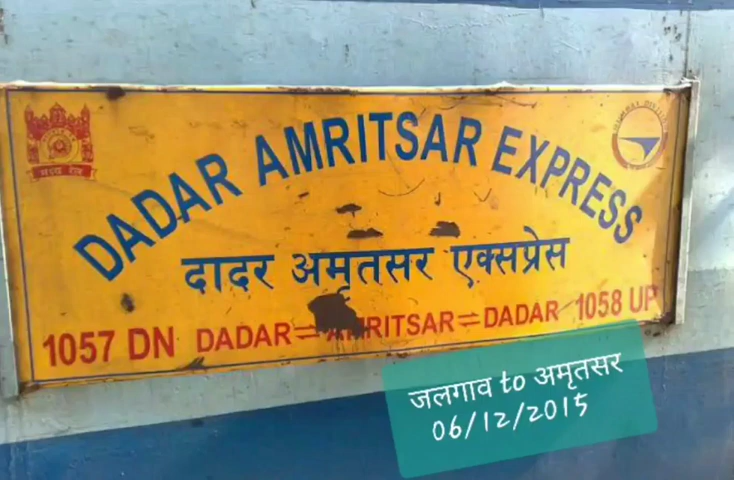 DADAR AMRITSAR EXPRESS
दादर अमृतसर एक्सप्रेस
1057 DN DADAR⇌AMRITSAR⇌DADAR 1058 UP
मध्य रेल
जलगाव to अमृतसर
06/12/2015